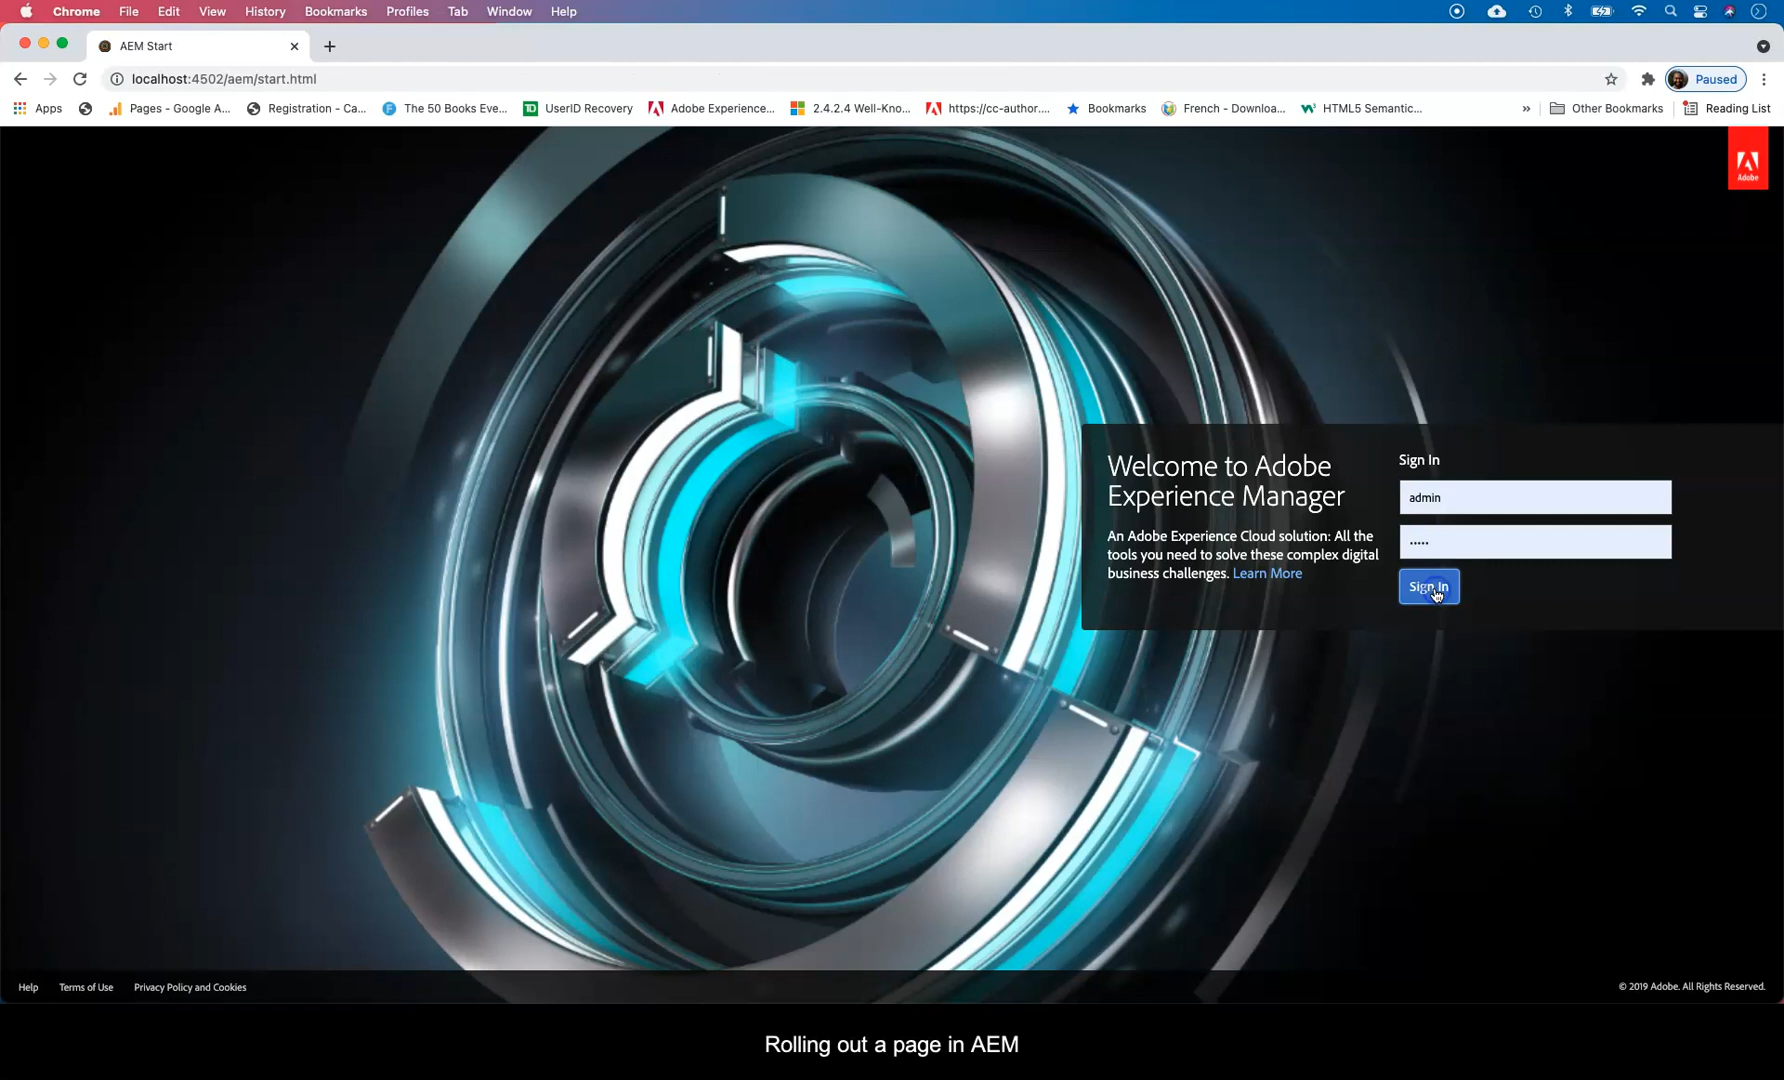 Chrome File Edit View History Bookmarks Profiles Tab Window Help
AEM Start
localhost:4502/aem/start.html
Paused
Apps Pages - Google A... Registration - Ca... The 50 Books Eve... UserID Recovery Adobe Experience... 2.4.2.4 Well-Kno... https://cc-author.... Bookmarks French - Downloa... HTML5 Semantic... » Other Bookmarks Reading List
Adobe
Welcome to Adobe
Experience Manager
An Adobe Experience Cloud solution: All the
tools you need to solve these complex digital
business challenges. Learn More
Sign In
admin
•••••
Sign In
Help Terms of Use Privacy Policy and Cookies
© 2019 Adobe. All Rights Reserved.
Rolling out a page in AEM